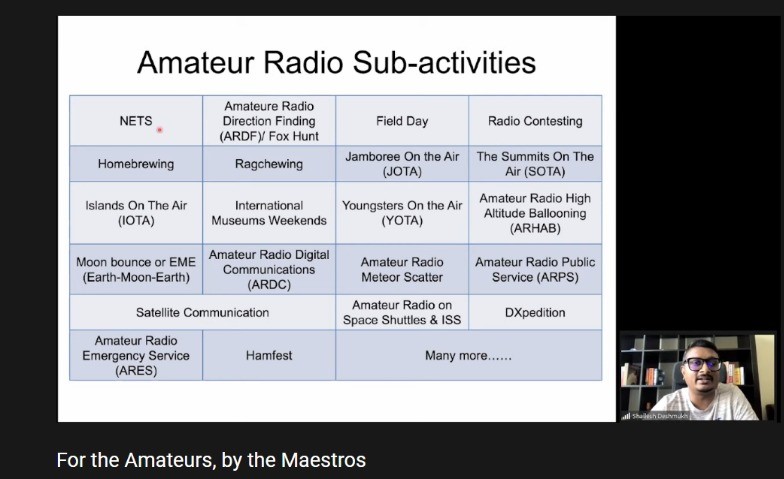 Amateur Radio Sub-activities
NETS
Amateure Radio
Direction Finding
(ARDF)/ Fox Hunt
Field Day
Radio Contesting
Homebrewing
Ragchewing
Jamboree On the Air
(JOTA)
The Summits On The
Air (SOTA)
Islands On The Air
(IOTA)
International
Museums Weekends
Youngsters On the Air
(YOTA)
Amateur Radio High
Altitude Ballooning
(ARHAB)
Moon bounce or EME
(Earth-Moon-Earth)
Amateur Radio Digital
Communications
(ARDC)
Amateur Radio
Meteor Scatter
Amateur Radio Public
Service (ARPS)
Satellite Communication
Amateur Radio on
Space Shuttles & ISS
DXpedition
Amateur Radio
Emergency Service
(ARES)
Hamfest
Many more......
Shailesh Deshmukh
For the Amateurs, by the Maestros